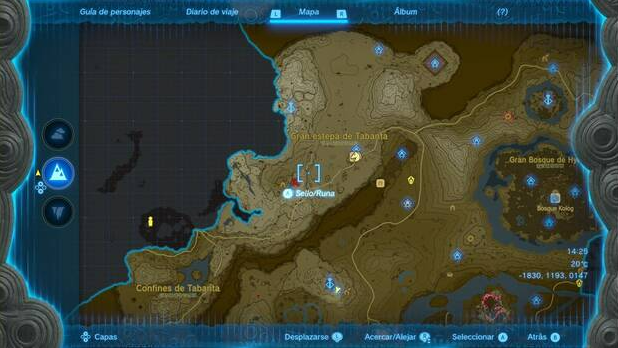 Guía de personajes
Diario de viaje
L
Mapa
R
Álbum
(?)
Gran estepa de Tabanta
Gran Bosque de Hy
A Sello/Runa
Bosque Kolog
14:25
20°C
-1830, 1193, 0147
Confines de Tabanta
Capas
Desplazarse L
Acercar/Alejar R
Seleccionar A
Atrás B